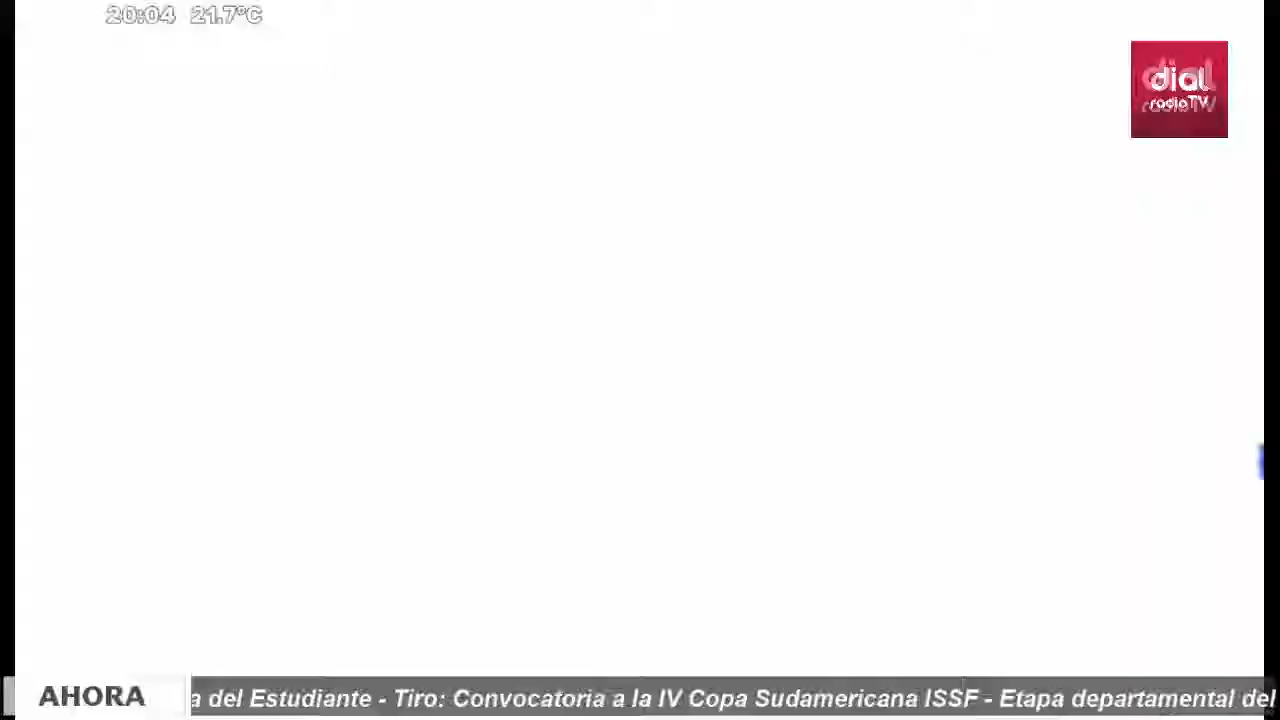 20:04 21.7°C
dial
radioTV
AHORA
a del Estudiante - Tiro: Convocatoria a la IV Copa Sudamericana ISSF - Etapa departamental del